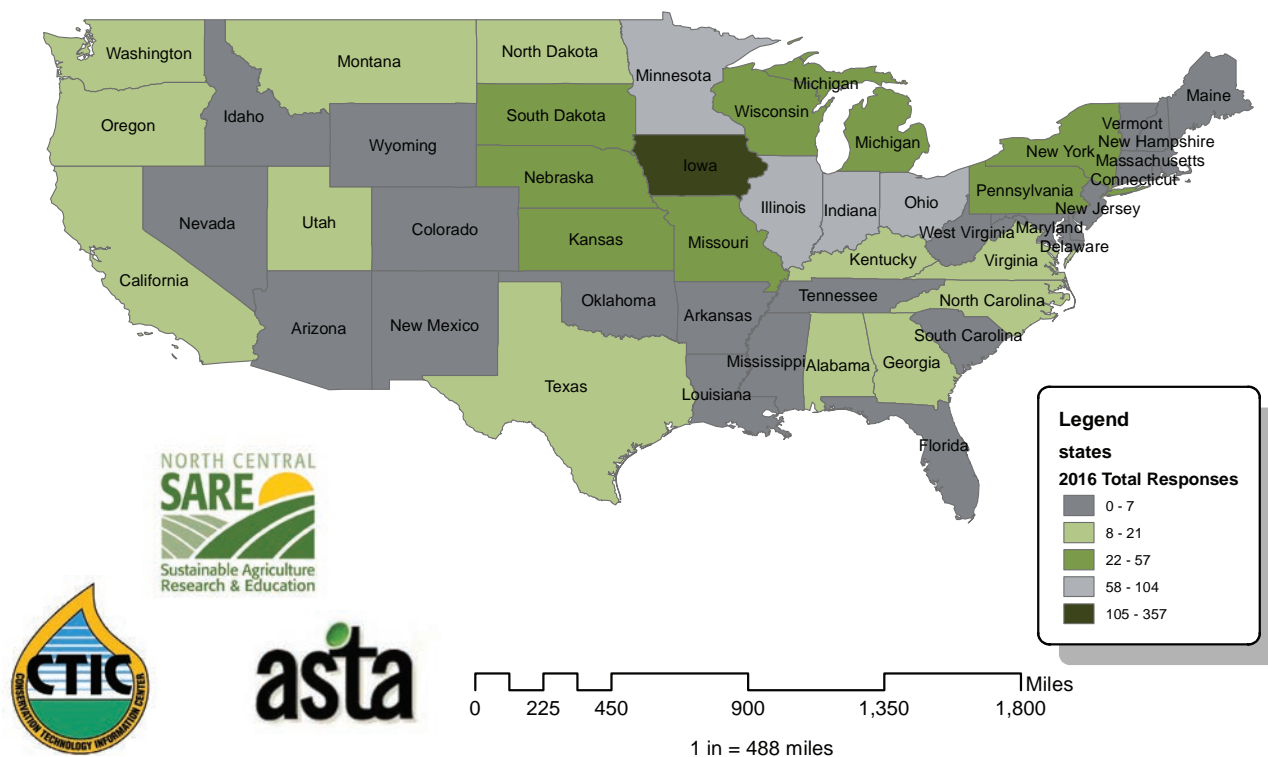 Washington
Montana
North Dakota
Minnesota
Michigan
Maine
Oregon
Idaho
South Dakota
Wisconsin
Vermont
Wyoming
Michigan
New Hampshire
New York
Massachusetts
Iowa
Connecticut
Nebraska
Pennsylvania
Nevada
Utah
Colorado
Illinois
Indiana
Ohio
New Jersey
Kansas
Missouri
West Virginia
Maryland
Delaware
California
Kentucky
Virginia
Oklahoma
Tennessee
North Carolina
Arizona
New Mexico
Arkansas
South Carolina
Mississippi
Alabama
Georgia
Texas
Louisiana
Florida
Legend
states
2016 Total Responses
0 - 7
8 - 21
22 - 57
58 - 104
105 - 357
NORTH CENTRAL
SARE
Sustainable Agriculture
Research & Education
CTIC
CONSERVATION TECHNOLOGY INFORMATION CENTER
asta
Miles
0 225 450 900 1,350 1,800
1 in = 488 miles